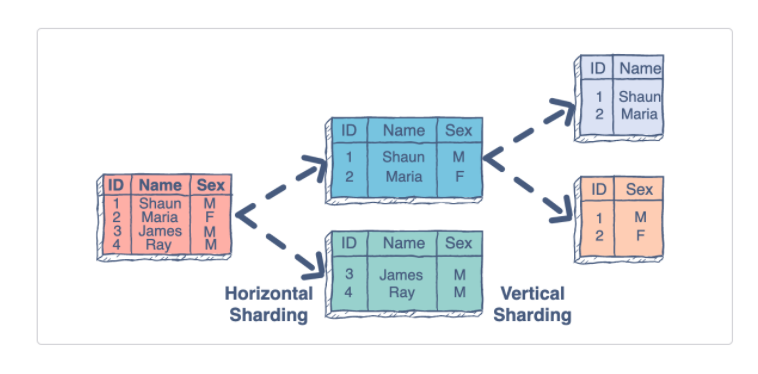 ID Name Sex
1 Shaun M
2 Maria F
3 James M
4 Ray M
ID Name Sex
1 Shaun M
2 Maria F
ID Name Sex
3 James M
4 Ray M
Horizontal
Sharding
Vertical
Sharding
ID Name
1 Shaun
2 Maria
ID Sex
1 M
2 F